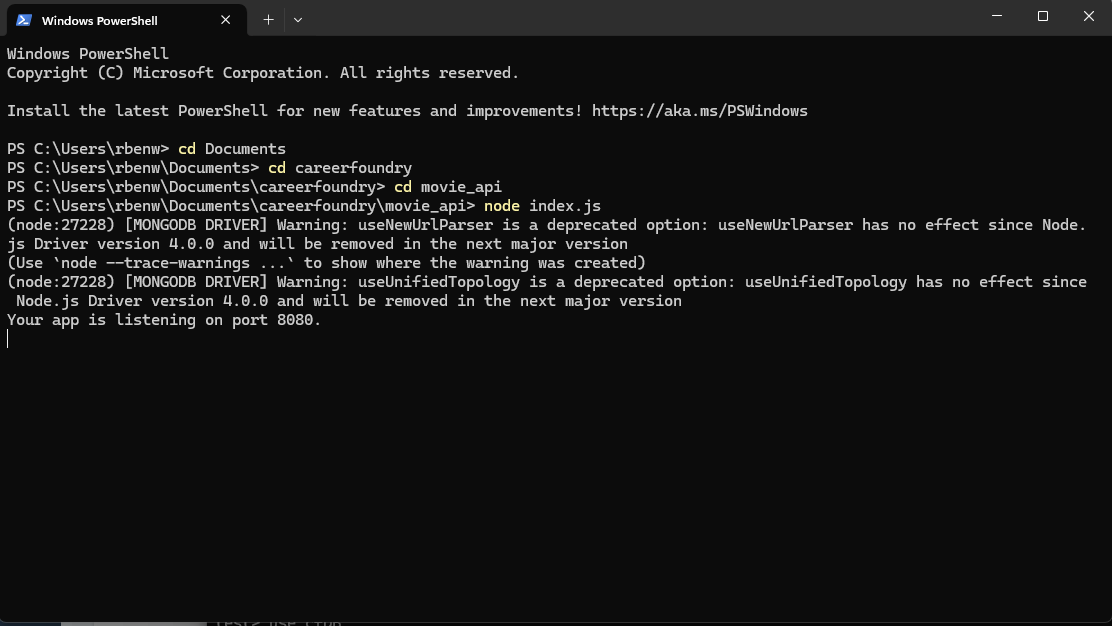 Windows PowerShell
Windows PowerShell
Copyright (C) Microsoft Corporation. All rights reserved.
Install the latest PowerShell for new features and improvements! https://aka.ms/PSWindows
PS C:\Users\rbenw> cd Documents
PS C:\Users\rbenw\Documents> cd careerfoundry
PS C:\Users\rbenw\Documents\careerfoundry> cd movie_api
PS C:\Users\rbenw\Documents\careerfoundry\movie_api> node index.js
(node:27228) [MONGODB DRIVER] Warning: useNewUrlParser is a deprecated option: useNewUrlParser has no effect since Node.
js Driver version 4.0.0 and will be removed in the next major version
(Use `node --trace-warnings ...` to show where the warning was created)
(node:27228) [MONGODB DRIVER] Warning: useUnifiedTopology is a deprecated option: useUnifiedTopology has no effect since
 Node.js Driver version 4.0.0 and will be removed in the next major version
Your app is listening on port 8080.